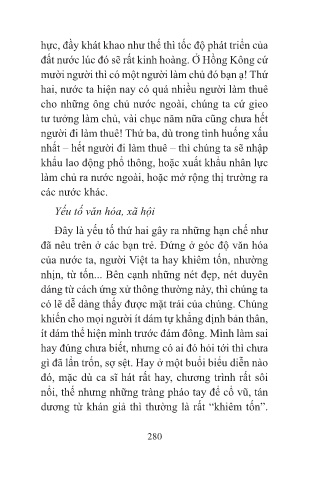 hực, đầy khát khao như thế thì tốc độ phát triển của
đất nước lúc đó sẽ rất kinh hoàng. Ở Hồng Kông cứ
mười người thì có một người làm chủ đó bạn ạ! Thứ
hai, nước ta hiện nay có quá nhiều người làm thuê
cho những ông chủ nước ngoài, chúng ta cứ gieo
tư tưởng làm chủ, vài chục năm nữa cũng chưa hết
người đi làm thuê! Thứ ba, dù trong tình huống xấu
nhất – hết người đi làm thuê – thì chúng ta sẽ nhập
khẩu lao động phổ thông, hoặc xuất khẩu nhân lực
làm chủ ra nước ngoài, hoặc mở rộng thị trường ra
các nước khác.
Yếu tố văn hóa, xã hội
Đây là yếu tố thứ hai gây ra những hạn chế như
đã nêu trên ở các bạn trẻ. Đứng ở góc độ văn hóa
của nước ta, người Việt ta hay khiêm tốn, nhường
nhịn, từ tốn... Bên cạnh những nét đẹp, nét duyên
dáng từ cách ứng xử thông thường này, thì chúng ta
có lẽ dễ dàng thấy được mặt trái của chúng. Chúng
khiến cho mọi người ít dám tự khẳng định bản thân,
ít dám thể hiện mình trước đám đông. Mình làm sai
hay đúng chưa biết, nhưng có ai đó hỏi tới thì chưa
gì đã lẩn trốn, sợ sệt. Hay ở một buổi biểu diễn nào
đó, mặc dù ca sĩ hát rất hay, chương trình rất sôi
nổi, thế nhưng những tràng pháo tay để cổ vũ, tán
dương từ khán giả thì thường là rất “khiêm tốn”.
280